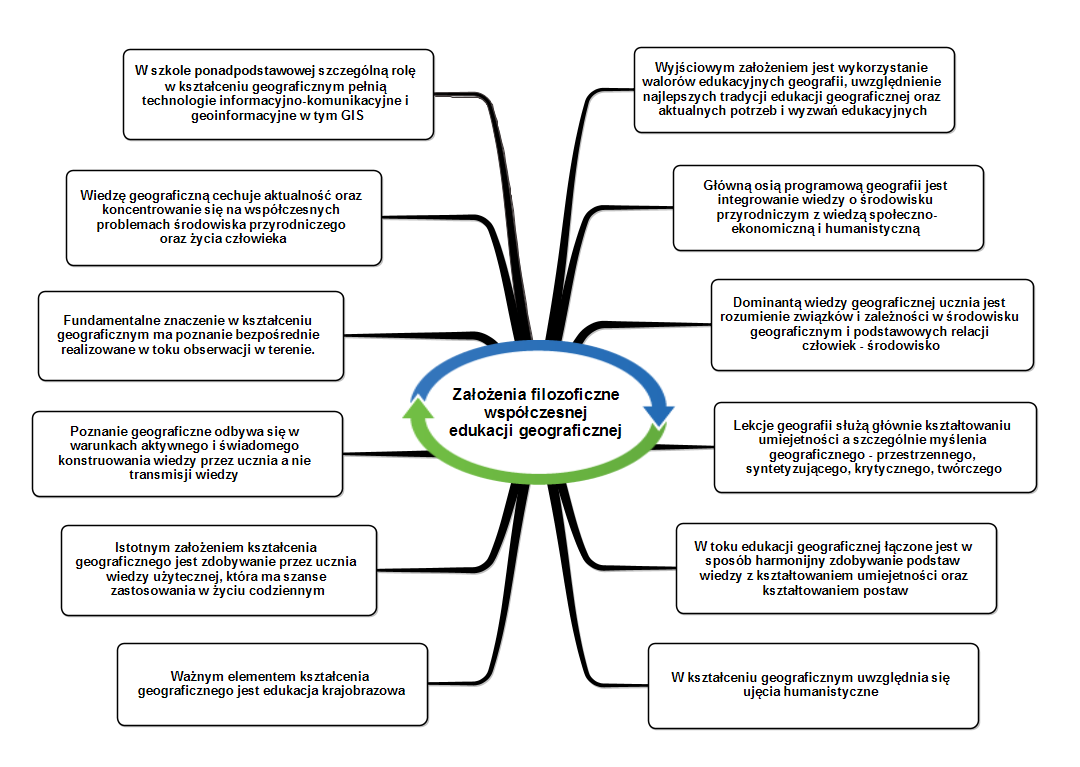 W szkole ponadpodstawowej szczególną rolę
w kształceniu geograficznym pełnią
technologie informacyjno-komunikacyjne i
geoinformacyjne w tym GIS
Wyjściowym założeniem jest wykorzystanie
walorów edukacyjnych geografii, uwzględnienie
najlepszych tradycji edukacji geograficznej oraz
aktualnych potrzeb i wyzwań edukacyjnych
Wiedzę geograficzną cechuje aktualność oraz
koncentrowanie się na współczesnych
problemach środowiska przyrodniczego
oraz życia człowieka
Główną osią programową geografii jest
integrowanie wiedzy o środowisku
przyrodniczym z wiedzą społeczno-
ekonomiczną i humanistyczną
Fundamentalne znaczenie w kształceniu
geograficznym ma poznanie bezpośrednie
realizowane w toku obserwacji w terenie.
Dominantą wiedzy geograficznej ucznia jest
rozumienie związków i zależności w środowisku
geograficznym i podstawowych relacji
człowiek - środowisko
Założenia filozoficzne
współczesnej
edukacji geograficznej
Poznanie geograficzne odbywa się w
warunkach aktywnego i świadomego
konstruowania wiedzy przez ucznia a nie
transmisji wiedzy
Lekcje geografii służą głównie kształtowaniu
umiejetności a szczególnie myślenia
geograficznego - przestrzennego,
syntetyzującego, krytycznego, twórczego
Istotnym założeniem kształcenia
geograficznego jest zdobywanie przez ucznia
wiedzy użytecznej, która ma szanse
zastosowania w życiu codziennym
W toku edukacji geograficznej łączone jest w
sposób harmonijny zdobywanie podstaw
wiedzy z kształtowaniem umiejetności oraz
kształtowaniem postaw
Ważnym elementem kształcenia
geograficznego jest edukacja krajobrazowa
W kształceniu geograficznym uwzględnia się
ujęcia humanistyczne